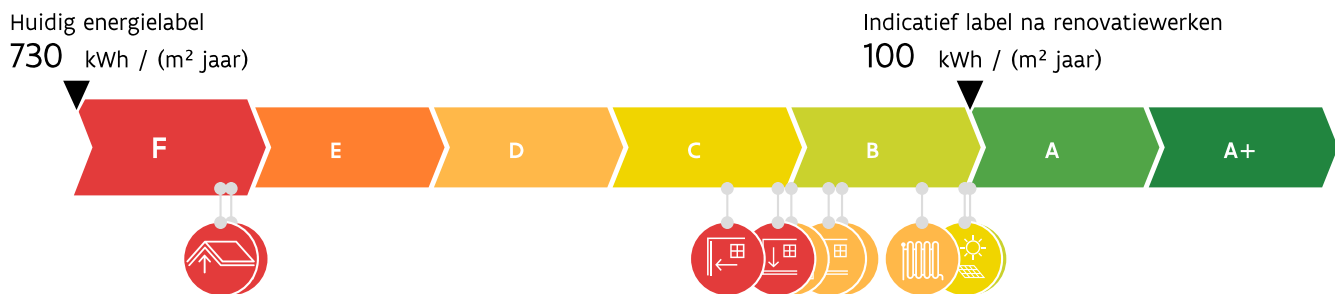 Huidig energielabel
730 kWh / (m² jaar)
Indicatief label na renovatiewerken
100 kWh / (m² jaar)
F E D C B A A+